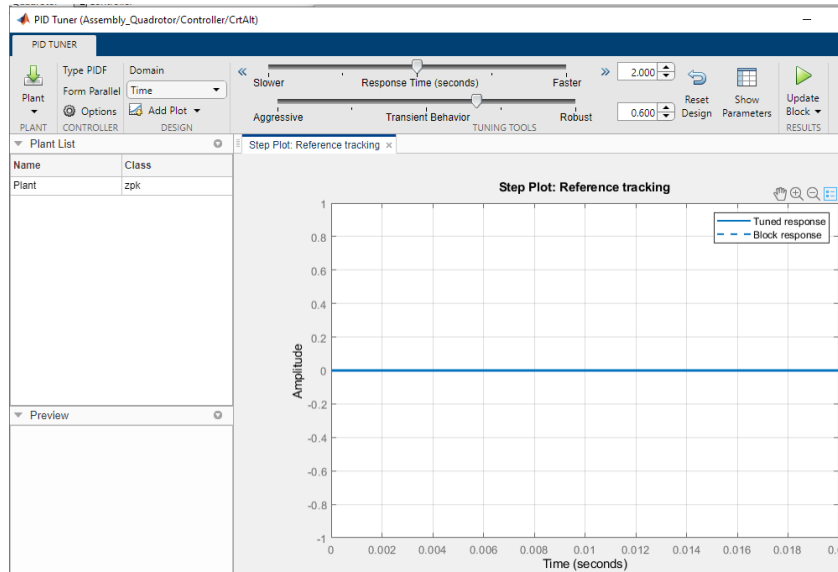 PID Tuner (Assembly_Quadrotor/Controller/CrtAlt)
PID TUNER
Plant
PLANT
Type PIDF
Form Parallel
Options
CONTROLLER
Domain
Time
Add Plot
DESIGN
Slower
Response Time (seconds)
Faster
2.000
Aggressive
Transient Behavior
Robust
0.600
TUNING TOOLS
Reset
Design
Show
Parameters
Update
Block
RESULTS
Plant List
Name Class
Plant zpk
Preview
Step Plot: Reference tracking
Step Plot: Reference tracking
Tuned response
Block response
1
0.8
0.6
0.4
0.2
0
-0.2
-0.4
-0.6
-0.8
-1
Amplitude
0 0.002 0.004 0.006 0.008 0.01 0.012 0.014 0.016 0.018
Time (seconds)